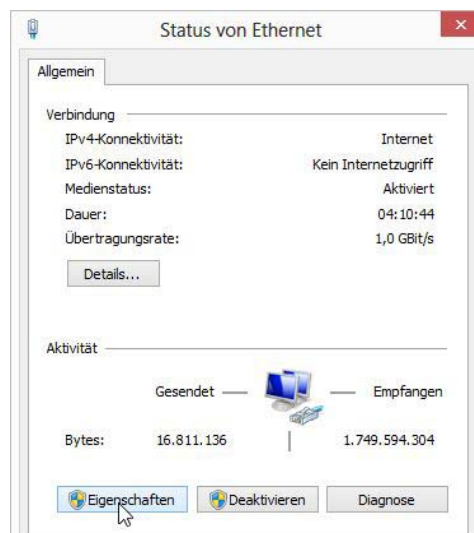 Status von Ethernet
Allgemein
Verbindung
IPv4-Konnektivität: Internet
IPv6-Konnektivität: Kein Internetzugriff
Medienstatus: Aktiviert
Dauer: 04:10:44
Übertragungsrate: 1,0 GBit/s
Details...
Aktivität
Gesendet Empfangen
Bytes: 16.811.136 1.749.594.304
Eigenschaften Deaktivieren Diagnose